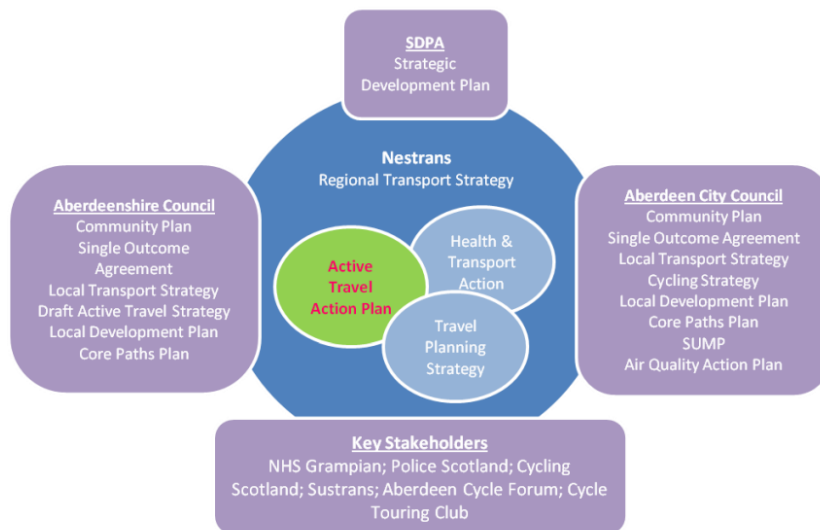 SDPA
Strategic
Development Plan
Nestrans
Regional Transport Strategy
Aberdeenshire Council
Community Plan
Single Outcome
Agreement
Local Transport Strategy
Draft Active Travel Strategy
Local Development Plan
Core Paths Plan
Active
Travel
Action Plan
Health &
Transport
Action
Travel
Planning
Strategy
Aberdeen City Council
Community Plan
Single Outcome Agreement
Local Transport Strategy
Cycling Strategy
Local Development Plan
Core Paths Plan
SUMP
Air Quality Action Plan
Key Stakeholders
NHS Grampian; Police Scotland; Cycling
Scotland; Sustrans; Aberdeen Cycle Forum; Cycle
Touring Club